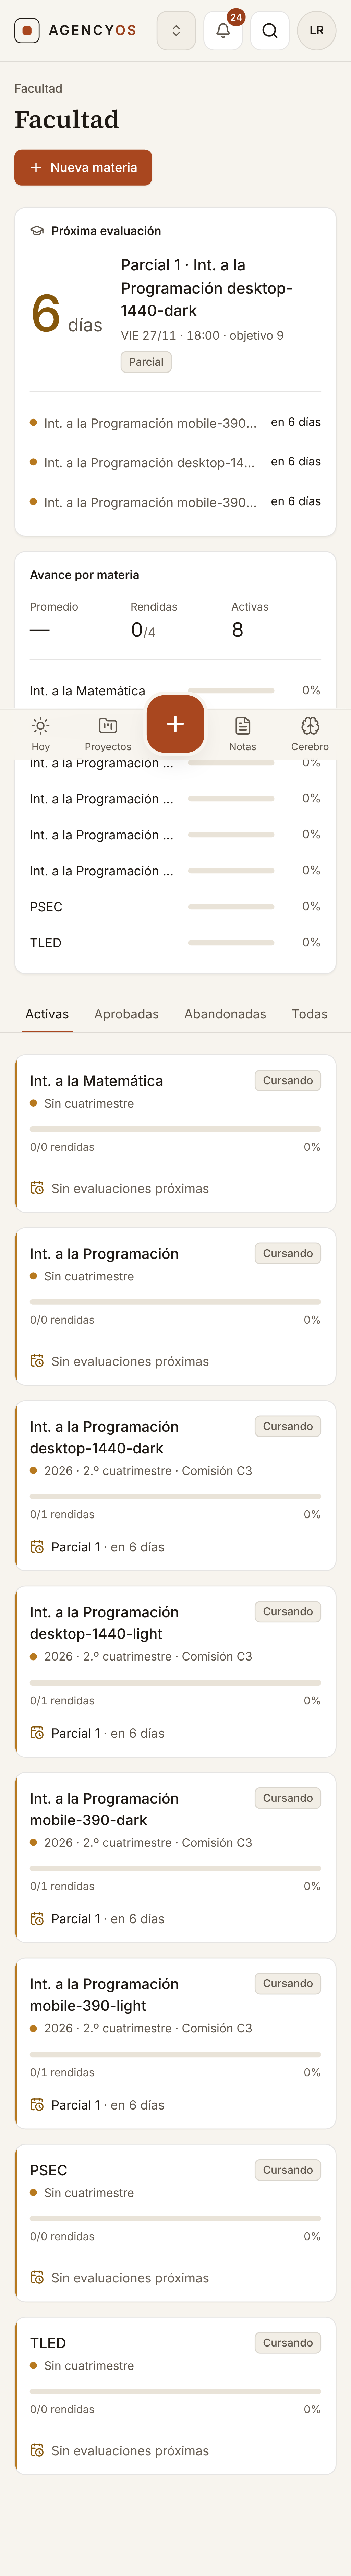 AGENCYOS
24
LR
Facultad
Facultad
Nueva materia
Próxima evaluación
6 días
Parcial 1 · Int. a la
Programación desktop-
1440-dark
VIE 27/11 · 18:00 · objetivo 9
Parcial
Int. a la Programación mobile-390... en 6 días
Int. a la Programación desktop-14... en 6 días
Int. a la Programación mobile-390... en 6 días
Avance por materia
Promedio Rendidas Activas
— 0/4 8
Int. a la Matemática 0%
Hoy Proyectos Notas Cerebro
Int. a la Programación ... 0%
Int. a la Programación ... 0%
Int. a la Programación ... 0%
Int. a la Programación ... 0%
PSEC 0%
TLED 0%
Activas Aprobadas Abandonadas Todas
Int. a la Matemática Cursando
Sin cuatrimestre
0/0 rendidas 0%
Sin evaluaciones próximas
Int. a la Programación Cursando
Sin cuatrimestre
0/0 rendidas 0%
Sin evaluaciones próximas
Int. a la Programación Cursando
desktop-1440-dark
2026 · 2.º cuatrimestre · Comisión C3
0/1 rendidas 0%
Parcial 1 · en 6 días
Int. a la Programación Cursando
desktop-1440-light
2026 · 2.º cuatrimestre · Comisión C3
0/1 rendidas 0%
Parcial 1 · en 6 días
Int. a la Programación Cursando
mobile-390-dark
2026 · 2.º cuatrimestre · Comisión C3
0/1 rendidas 0%
Parcial 1 · en 6 días
Int. a la Programación Cursando
mobile-390-light
2026 · 2.º cuatrimestre · Comisión C3
0/1 rendidas 0%
Parcial 1 · en 6 días
PSEC Cursando
Sin cuatrimestre
0/0 rendidas 0%
Sin evaluaciones próximas
TLED Cursando
Sin cuatrimestre
0/0 rendidas 0%
Sin evaluaciones próximas